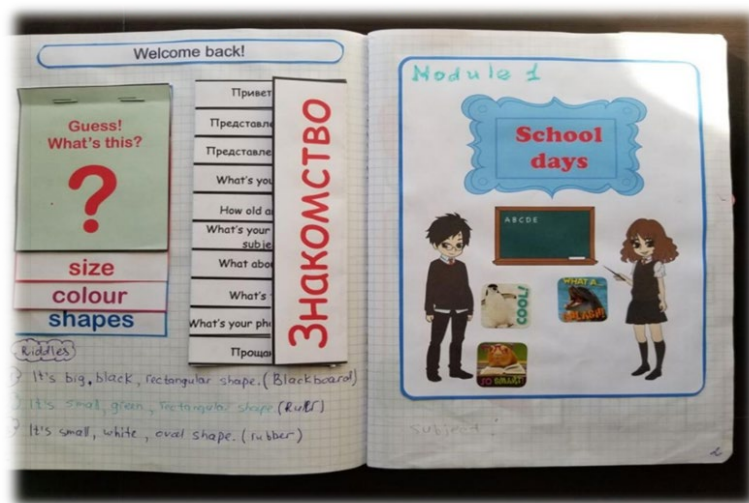 Welcome back!
Guess!
What's this?
?
size
colour
shapes
Привет
Представле
Представле
What's you
How old a
What's your
subje
What abo
What's
What's your pho
Проща
Знакомство
Riddles
It's big, black, rectangular shape. (Blackboard)
It's small, green, rectangular shape (Ruler)
It's small, white, oval shape. (rubber)
Module 1
School
days
A B C D E
COOL!
WHAT A...
SPLASH!
SO SMART!
subject
2